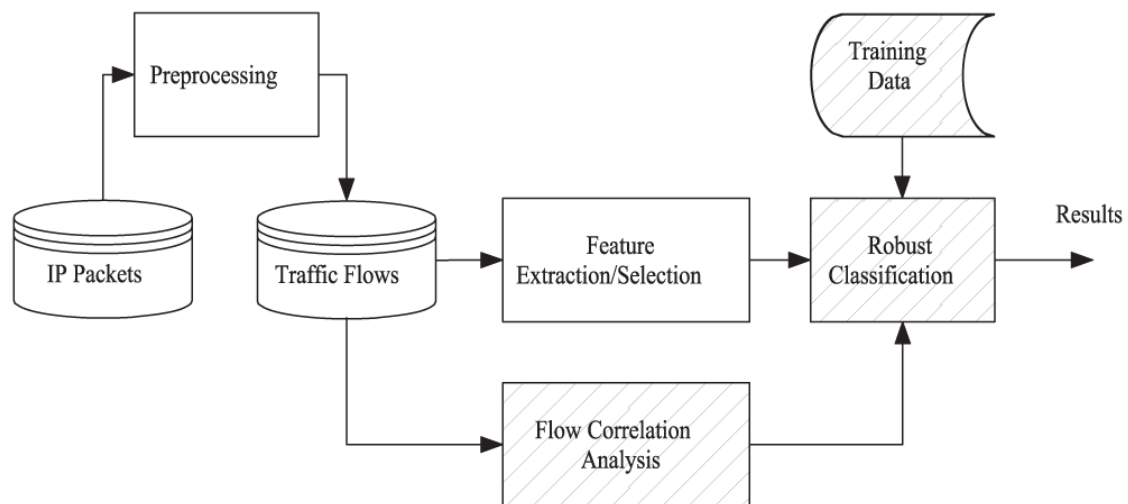 Preprocessing
Training
Data
IP Packets
Traffic Flows
Feature
Extraction/Selection
Robust
Classification
Results
Flow Correlation
Analysis